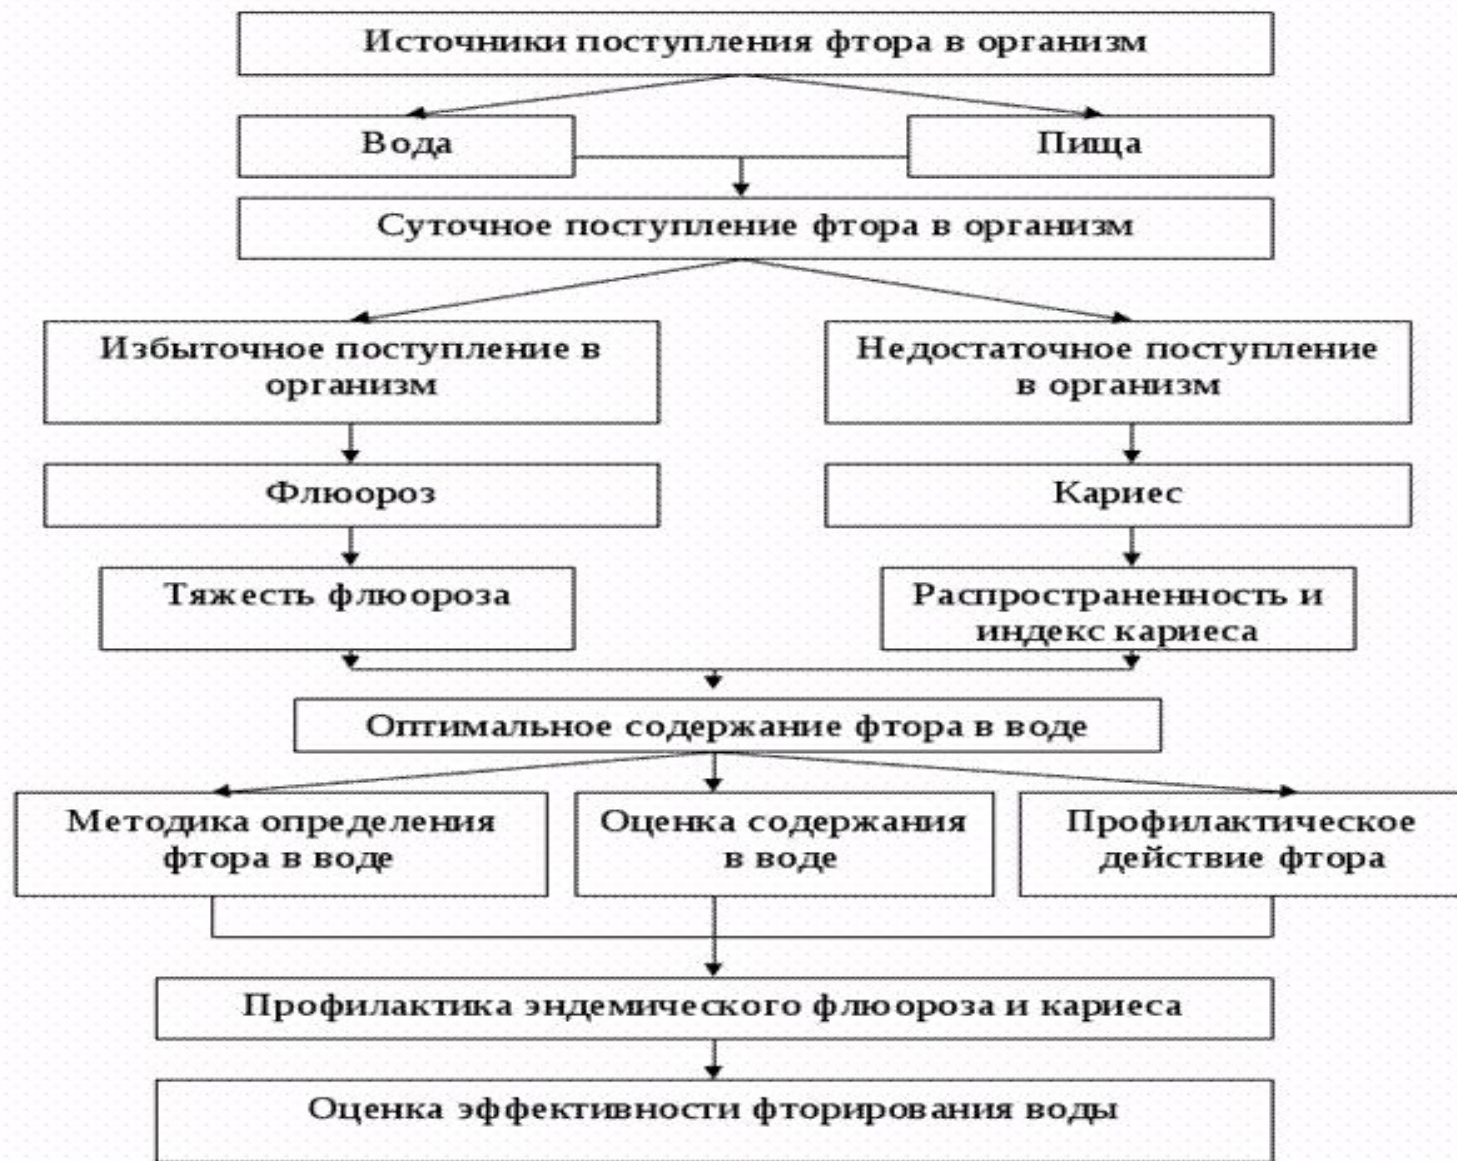 Источники поступления фтора в организм
Вода
Пища
Суточное поступление фтора в организм
Избыточное поступление в
организм
Недостаточное поступление
в организм
Флюороз
Кариес
Тяжесть флюороза
Распространенность и
индекс кариеса
Оптимальное содержание фтора в воде
Методика определения
фтора в воде
Оценка содержания
в воде
Профилактическое
действие фтора
Профилактика эндемического флюороза и кариеса
Оценка эффективности фторирования воды